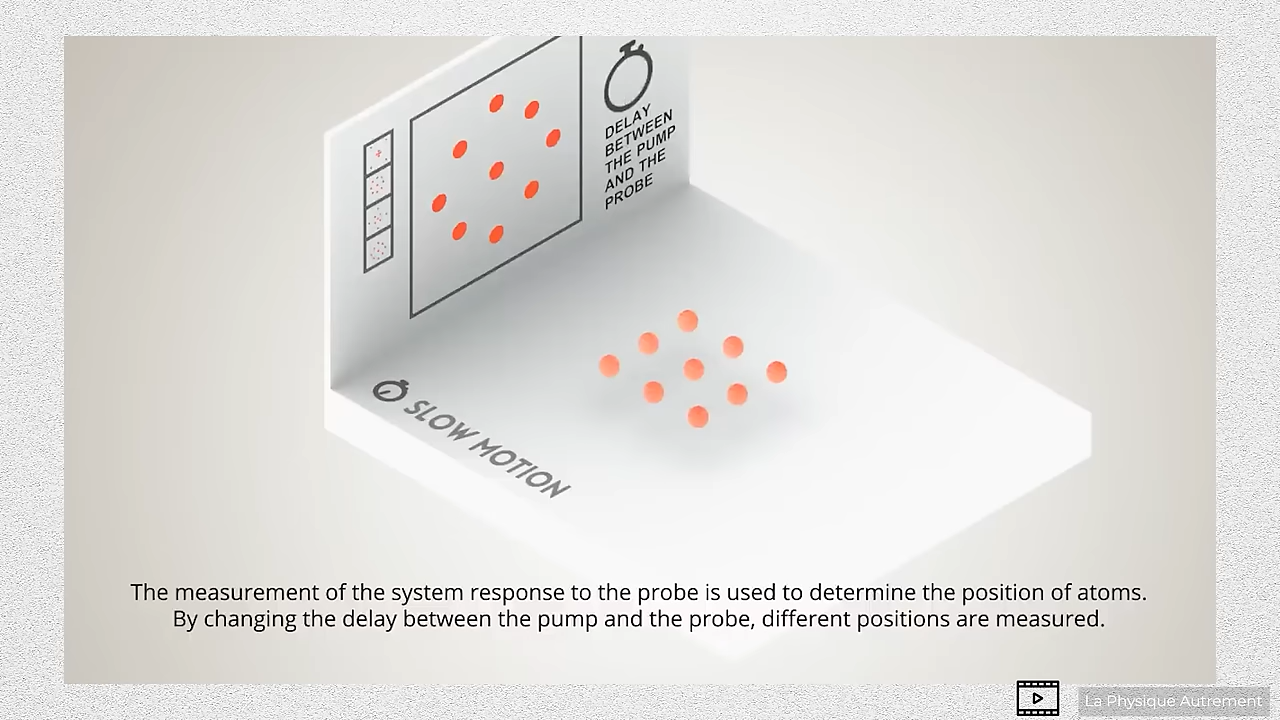 DELAY
BETWEEN
THE PUMP
AND THE
PROBE
SLOW MOTION
The measurement of the system response to the probe is used to determine the position of atoms.
By changing the delay between the pump and the probe, different positions are measured.
La Physique Autrement